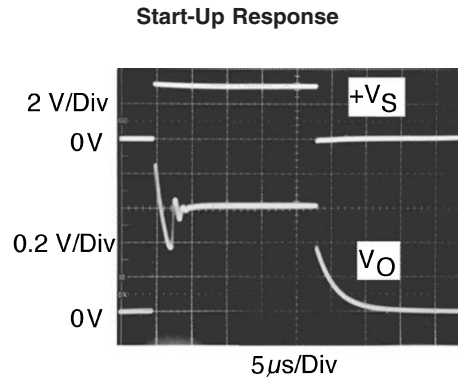 Start-Up Response
2 V/Div
+VS
0V
0.2 V/Div
VO
0V
5μs/Div